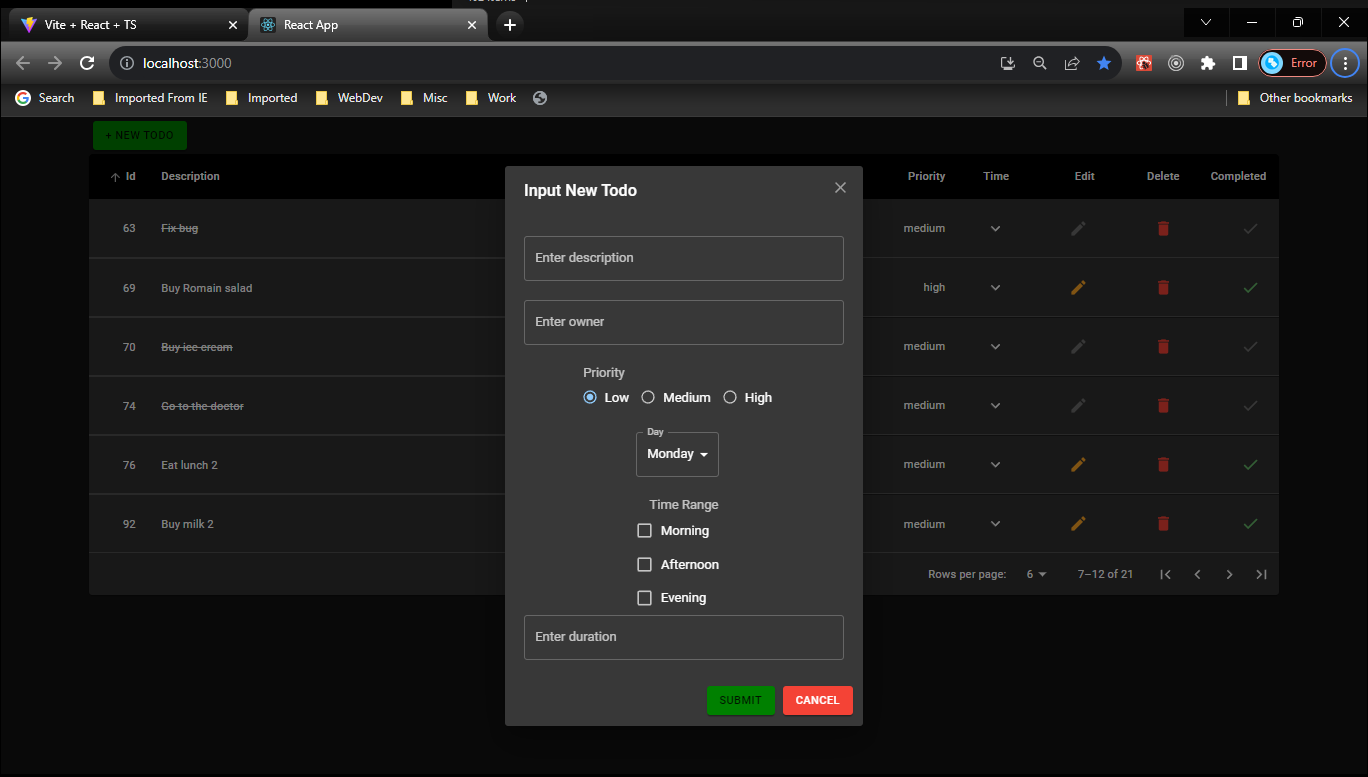 Vite + React + TS
React App
localhost:3000
Error
Search
Imported From IE
Imported
WebDev
Misc
Work
Other bookmarks
+ NEW TODO
Id Description Priority Time Edit Delete Completed
63 Fix bug medium
69 Buy Romain salad high
70 Buy ice cream medium
74 Go to the doctor medium
76 Eat lunch 2 medium
92 Buy milk 2 medium
Rows per page: 6 7–12 of 21
Input New Todo
Enter description
Enter owner
Priority
Low Medium High
Day
Monday
Time Range
Morning
Afternoon
Evening
Enter duration
SUBMIT CANCEL